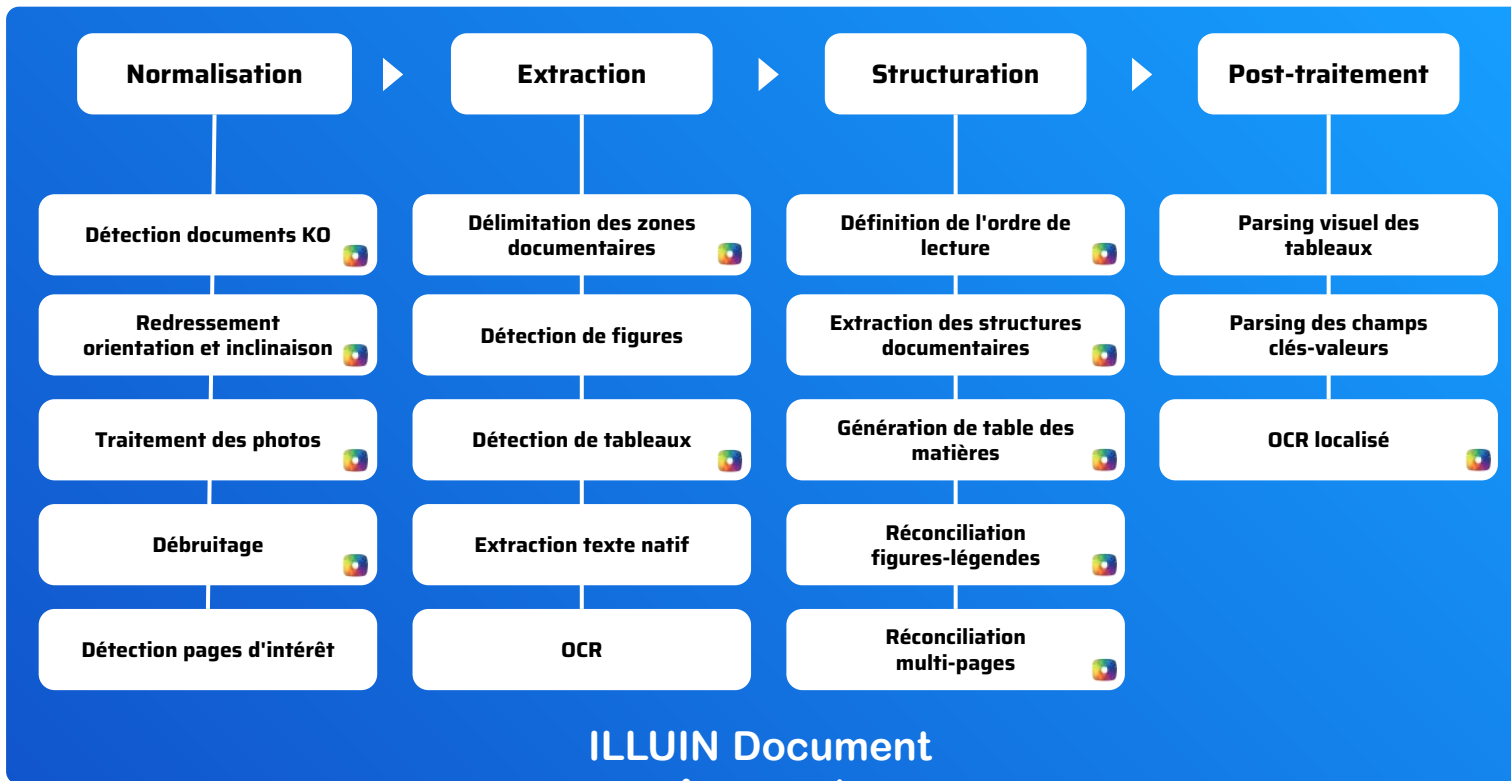 Normalisation
Extraction
Structuration
Post-traitement
Détection documents KO
Redressement
orientation et inclinaison
Traitement des photos
Débruitage
Détection pages d'intérêt
Délimitation des zones
documentaires
Détection de figures
Détection de tableaux
Extraction texte natif
OCR
Définition de l'ordre de
lecture
Extraction des structures
documentaires
Génération de table des
matières
Réconciliation
figures-légendes
Réconciliation
multi-pages
Parsing visuel des
tableaux
Parsing des champs
clés-valeurs
OCR localisé
ILLUIN Document